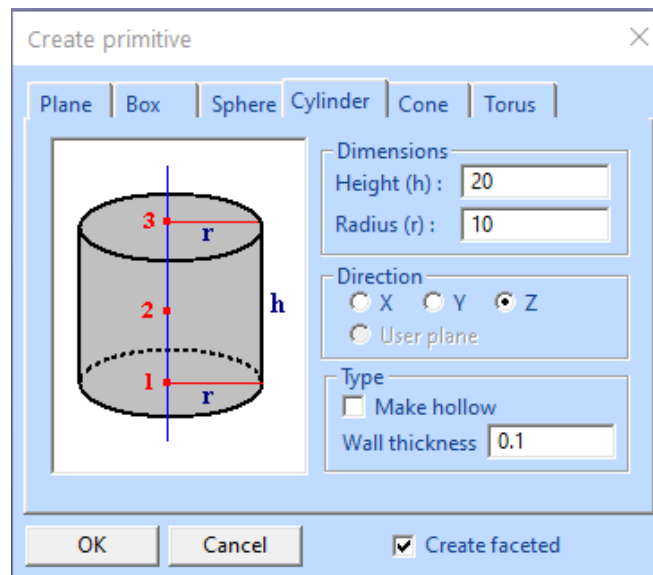 Create primitive
Plane Box Sphere Cylinder Cone Torus
3
r
2
h
1
r
Dimensions
Height (h) : 20
Radius (r) : 10
Direction
X Y Z
User plane
Type
Make hollow
Wall thickness 0.1
OK Cancel Create faceted